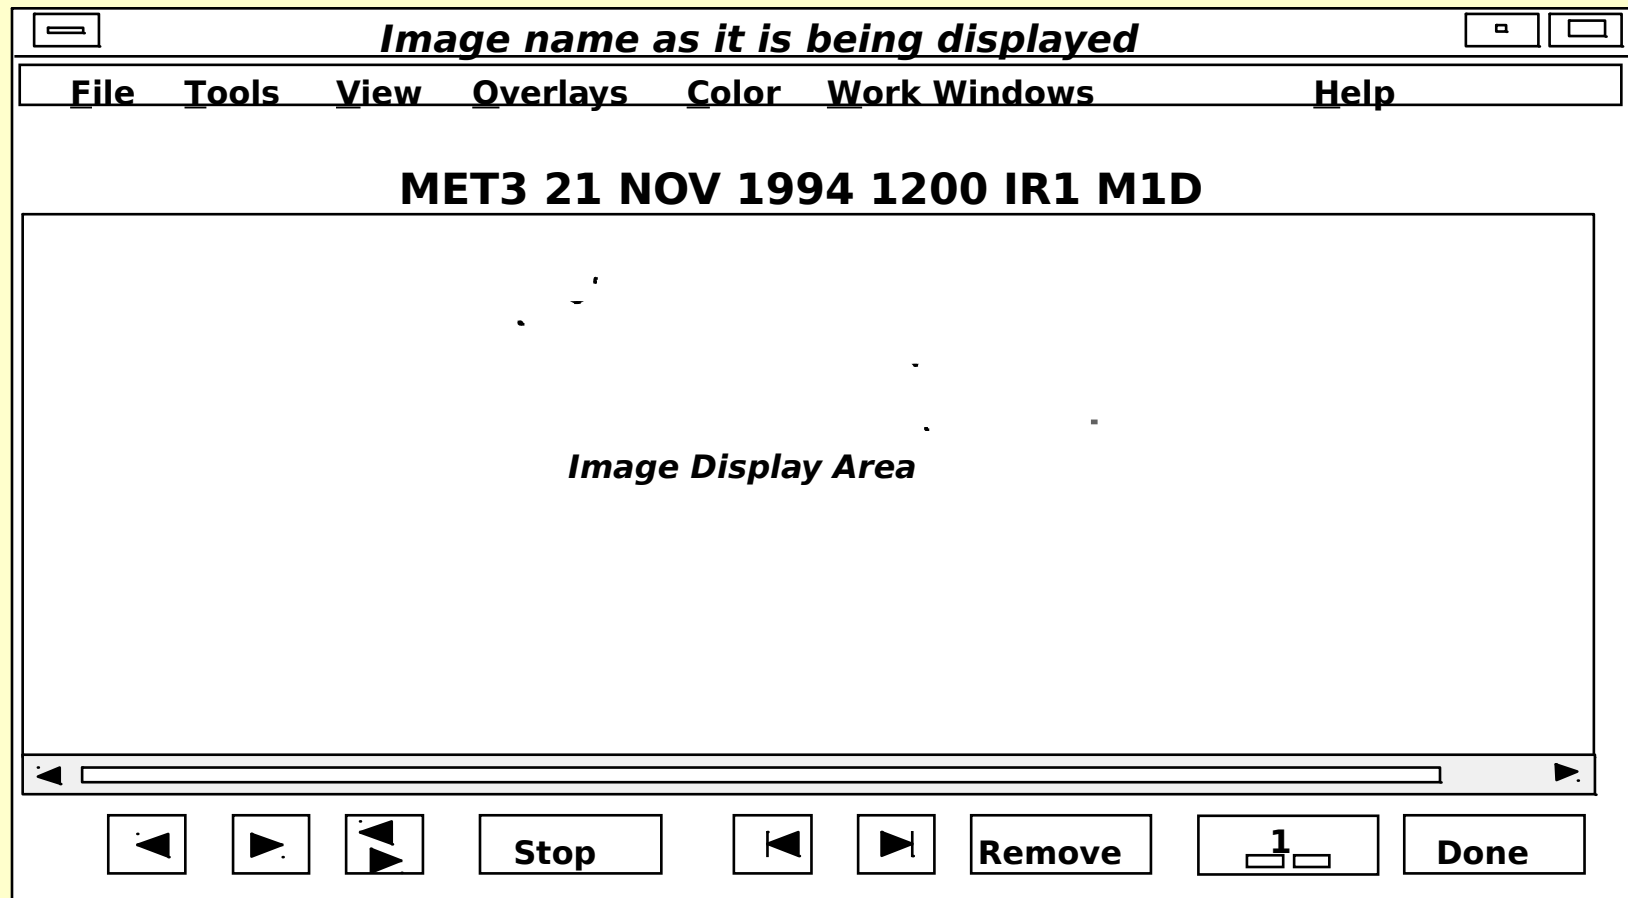 Image name as it is being displayed
File Tools View Overlays Color Work Windows Help
MET3 21 NOV 1994 1200 IR1 M1D
Image Display Area
Stop Remove 1 Done